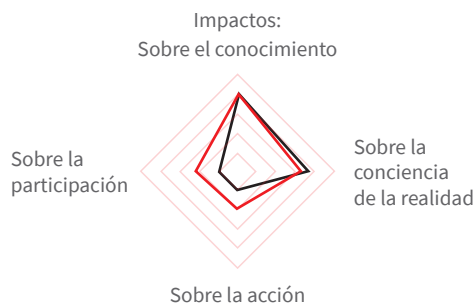 Impactos:
Sobre el conocimiento
Sobre la
participación
Sobre la
conciencia
de la realidad
Sobre la acción